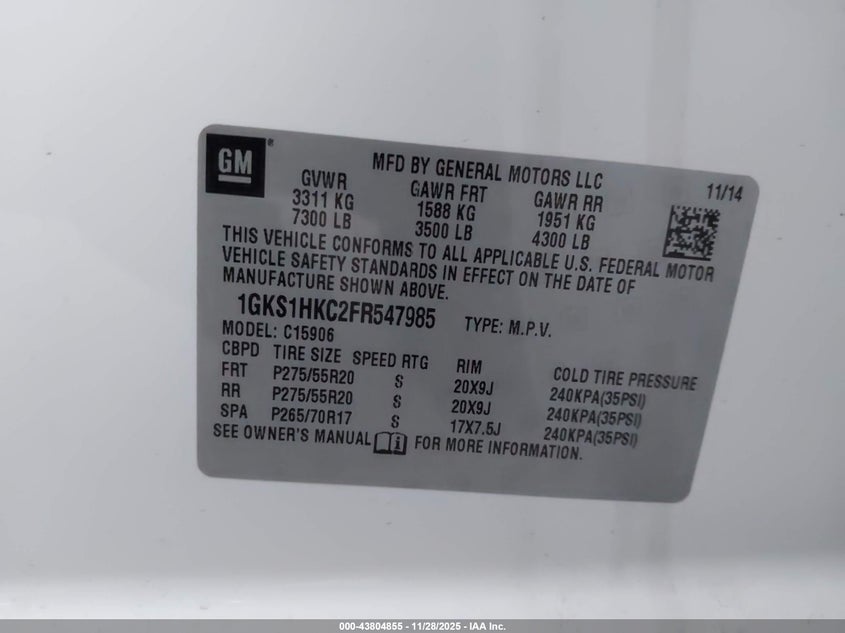 GM
MFD BY GENERAL MOTORS LLC
11/14
GVWR GAWR FRT GAWR RR
3311 KG 1588 KG 1951 KG
7300 LB 3500 LB 4300 LB
THIS VEHICLE CONFORMS TO ALL APPLICABLE U.S. FEDERAL MOTOR
VEHICLE SAFETY STANDARDS IN EFFECT ON THE DATE OF
MANUFACTURE SHOWN ABOVE.
1GKS1HKC2FR547985 TYPE: M.P.V.
MODEL: C15906
CBPD TIRE SIZE SPEED RTG RIM COLD TIRE PRESSURE
FRT P275/55R20 S 20X9J 240KPA(35PSI)
RR P275/55R20 S 20X9J 240KPA(35PSI)
SPA P265/70R17 S 17X7.5J 240KPA(35PSI)
SEE OWNER'S MANUAL FOR MORE INFORMATION.
000-43804855 - 11/28/2025 - IAA Inc.